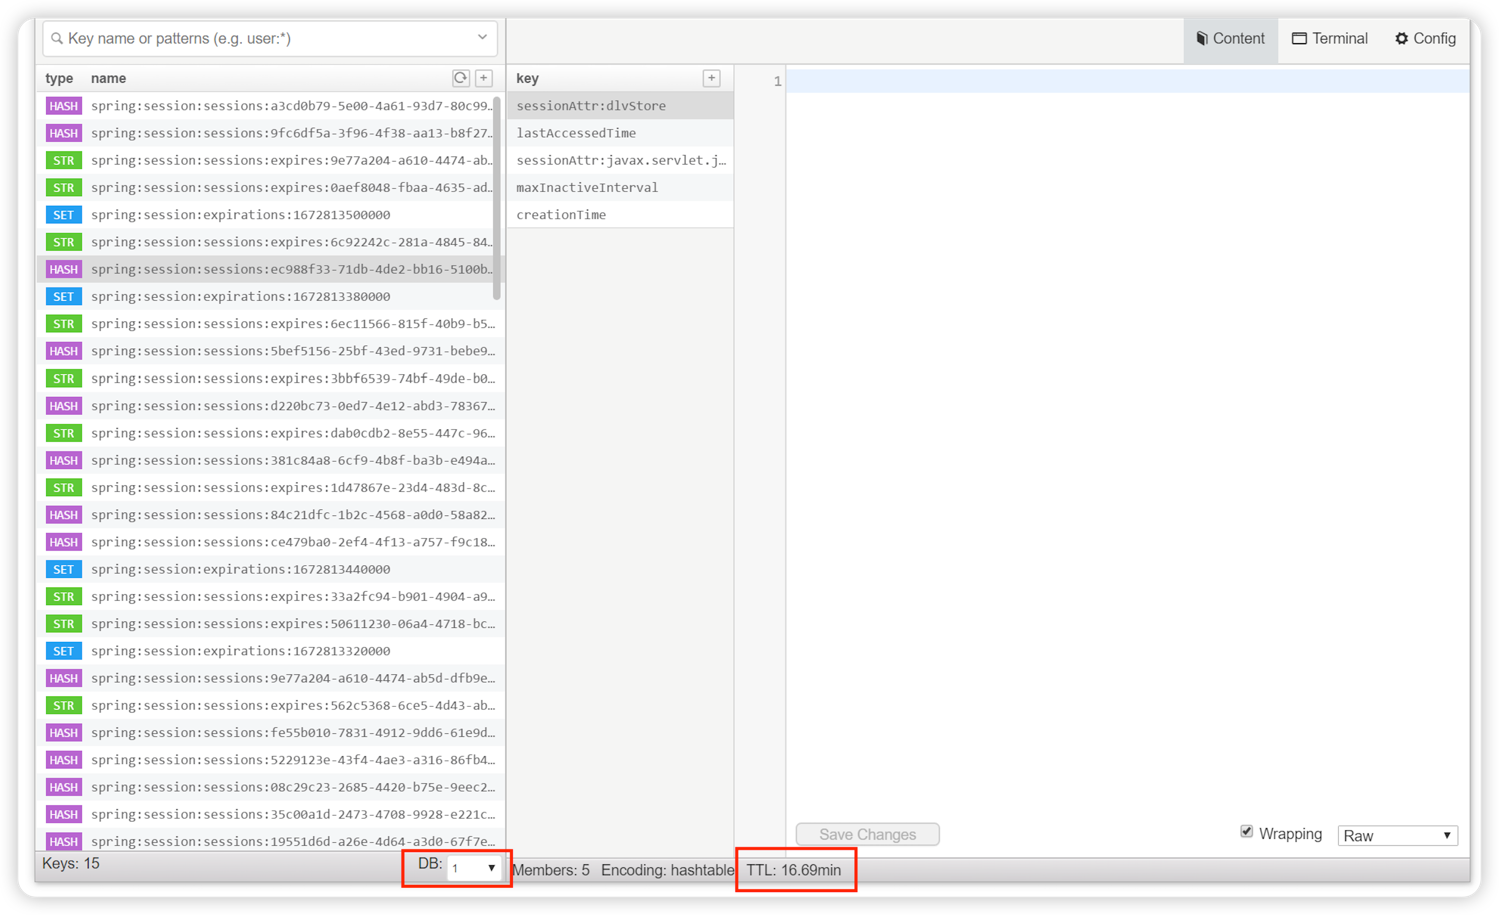 Key name or patterns (e.g. user:*)
Content
Terminal
Config
type name
key
1
HASH spring:session:sessions:a3cd0b79-5e00-4a61-93d7-80c99…
HASH spring:session:sessions:9fc6df5a-3f96-4f38-aa13-b8f27…
STR spring:session:sessions:expires:9e77a204-a610-4474-ab…
STR spring:session:sessions:expires:0aef8048-fbaa-4635-ad…
SET spring:session:expirations:1672813500000
STR spring:session:sessions:expires:6c92242c-281a-4845-84…
HASH spring:session:sessions:ec988f33-71db-4de2-bb16-5100b…
SET spring:session:expirations:1672813380000
STR spring:session:sessions:expires:6ec11566-815f-40b9-b5…
HASH spring:session:sessions:5bef5156-25bf-43ed-9731-bebe9…
STR spring:session:sessions:expires:3bbf6539-74bf-49de-b0…
HASH spring:session:sessions:d220bc73-0ed7-4e12-abd3-78367…
STR spring:session:sessions:expires:dab0cdb2-8e55-447c-96…
HASH spring:session:sessions:381c84a8-6cf9-4b8f-ba3b-e494a…
STR spring:session:sessions:expires:1d47867e-23d4-483d-8c…
HASH spring:session:sessions:84c21dfc-1b2c-4568-a0d0-58a82…
HASH spring:session:sessions:ce479ba0-2ef4-4f13-a757-f9c18…
SET spring:session:expirations:1672813440000
STR spring:session:sessions:expires:33a2fc94-b901-4904-a9…
STR spring:session:sessions:expires:50611230-06a4-4718-bc…
SET spring:session:expirations:1672813320000
HASH spring:session:sessions:9e77a204-a610-4474-ab5d-dfb9e…
STR spring:session:sessions:expires:562c5368-6ce5-4d43-ab…
HASH spring:session:sessions:fe55b010-7831-4912-9dd6-61e9d…
HASH spring:session:sessions:5229123e-43f4-4ae3-a316-86fb4…
HASH spring:session:sessions:08c29c23-2685-4420-b75e-9eec2…
HASH spring:session:sessions:35c00a1d-2473-4708-9928-e221c…
HASH spring:session:sessions:19551d6d-a26e-4d64-a3d0-67f7e…
sessionAttr:dlvStore
lastAccessedTime
sessionAttr:javax.servlet.j…
maxInactiveInterval
creationTime
Save Changes
Wrapping
Raw
Keys: 15
DB: 1
Members: 5 Encoding: hashtable
TTL: 16.69min